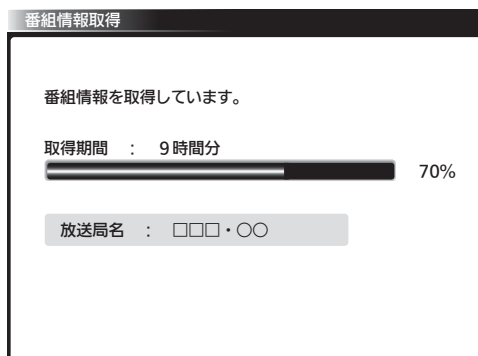 番組情報取得
番組情報を取得しています。
取得期間 : 9時間分
70%
放送局名 : □□□・○○